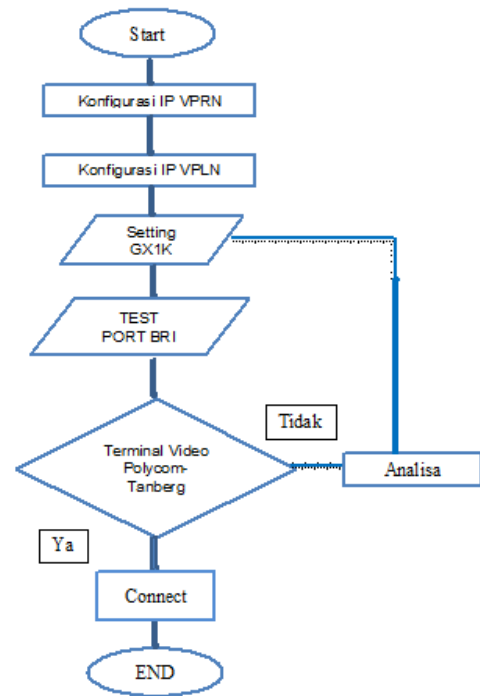 Start
Konfigurasi IP VPRN
Konfigurasi IP VPLN
Setting
GX1K
TEST
PORT BRI
Tidak
Terminal Video
Polycom-
Tanberg
Analisa
Ya
Connect
END